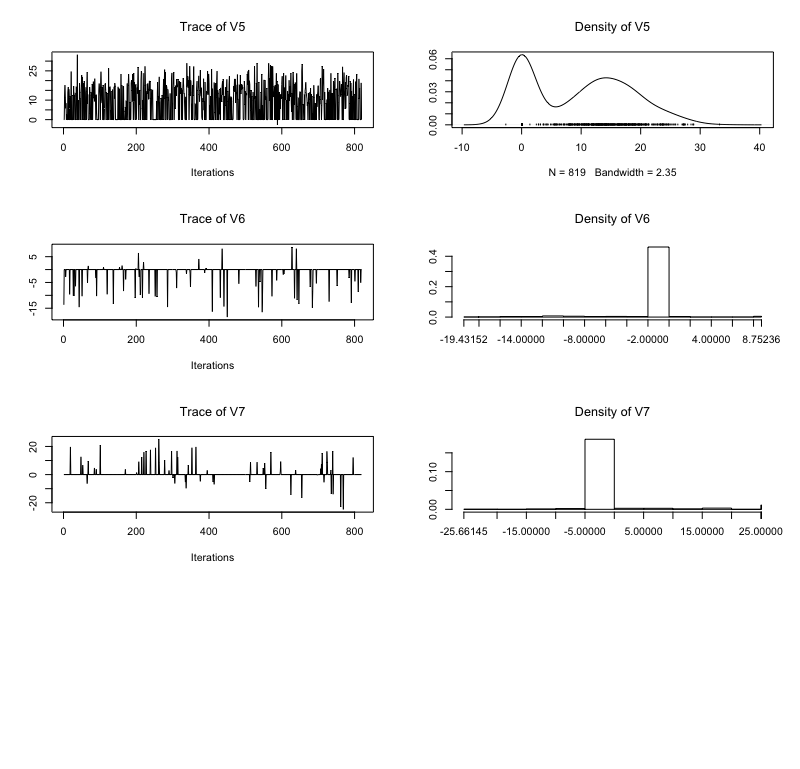 Trace of V5
Density of V5
0 10 25
0 200 400 600 800
Iterations
0.00 0.03 0.06
-10 0 10 20 30 40
N = 819 Bandwidth = 2.35
Trace of V6
Density of V6
-15 -5 5
0 200 400 600 800
Iterations
0.0 0.2 0.4
-19.43152 -14.00000 -8.00000 -2.00000 4.00000 8.75236
Trace of V7
Density of V7
-20 0 20
0 200 400 600 800
Iterations
0.00 0.10
-25.66145 -15.00000 -5.00000 5.00000 15.00000 25.00000